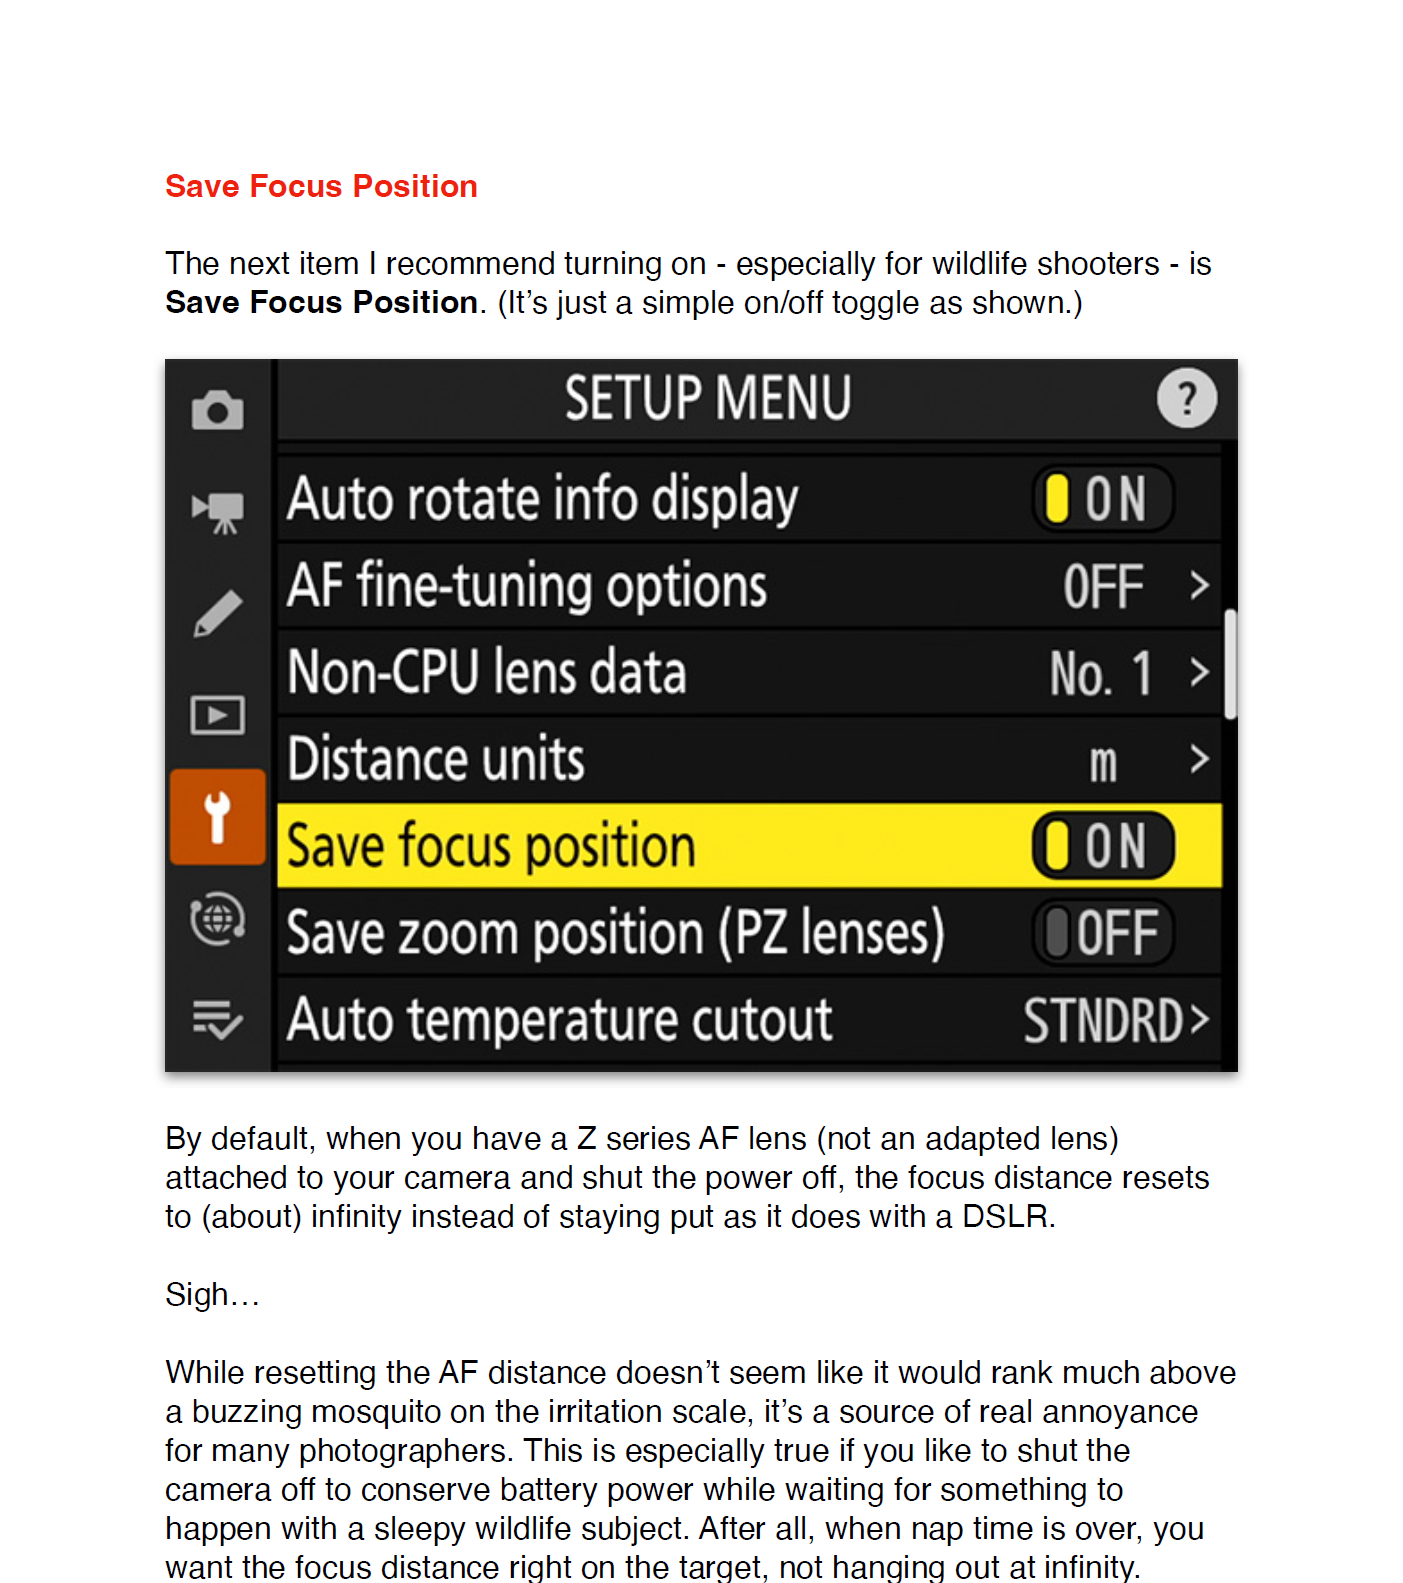 Save Focus Position
The next item I recommend turning on - especially for wildlife shooters - is
Save Focus Position. (It’s just a simple on/off toggle as shown.)
SETUP MENU ?
Auto rotate info display ON
AF fine-tuning options OFF >
Non-CPU lens data No. 1 >
Distance units m >
Save focus position ON
Save zoom position (PZ lenses) OFF
Auto temperature cutout STNDRD >
By default, when you have a Z series AF lens (not an adapted lens)
attached to your camera and shut the power off, the focus distance resets
to (about) infinity instead of staying put as it does with a DSLR.
Sigh…
While resetting the AF distance doesn’t seem like it would rank much above
a buzzing mosquito on the irritation scale, it’s a source of real annoyance
for many photographers. This is especially true if you like to shut the
camera off to conserve battery power while waiting for something to
happen with a sleepy wildlife subject. After all, when nap time is over, you
want the focus distance right on the target, not hanging out at infinity.